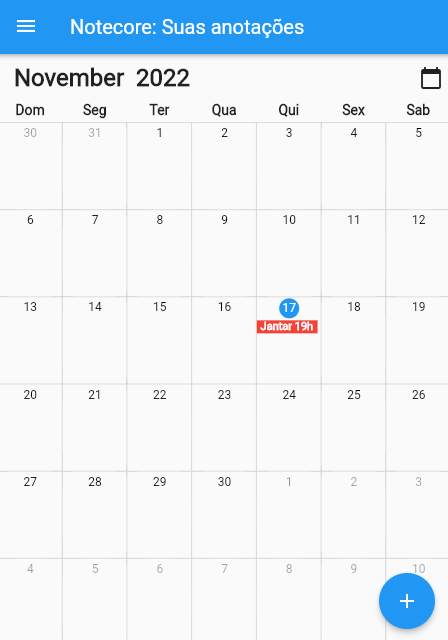 Notecore: Suas anotações
November 2022
Dom Seg Ter Qua Qui Sex Sab
30 31 1 2 3 4 5
6 7 8 9 10 11 12
13 14 15 16 17 18 19
Jantar 19h
20 21 22 23 24 25 26
27 28 29 30 1 2 3
4 5 6 7 8 9 10